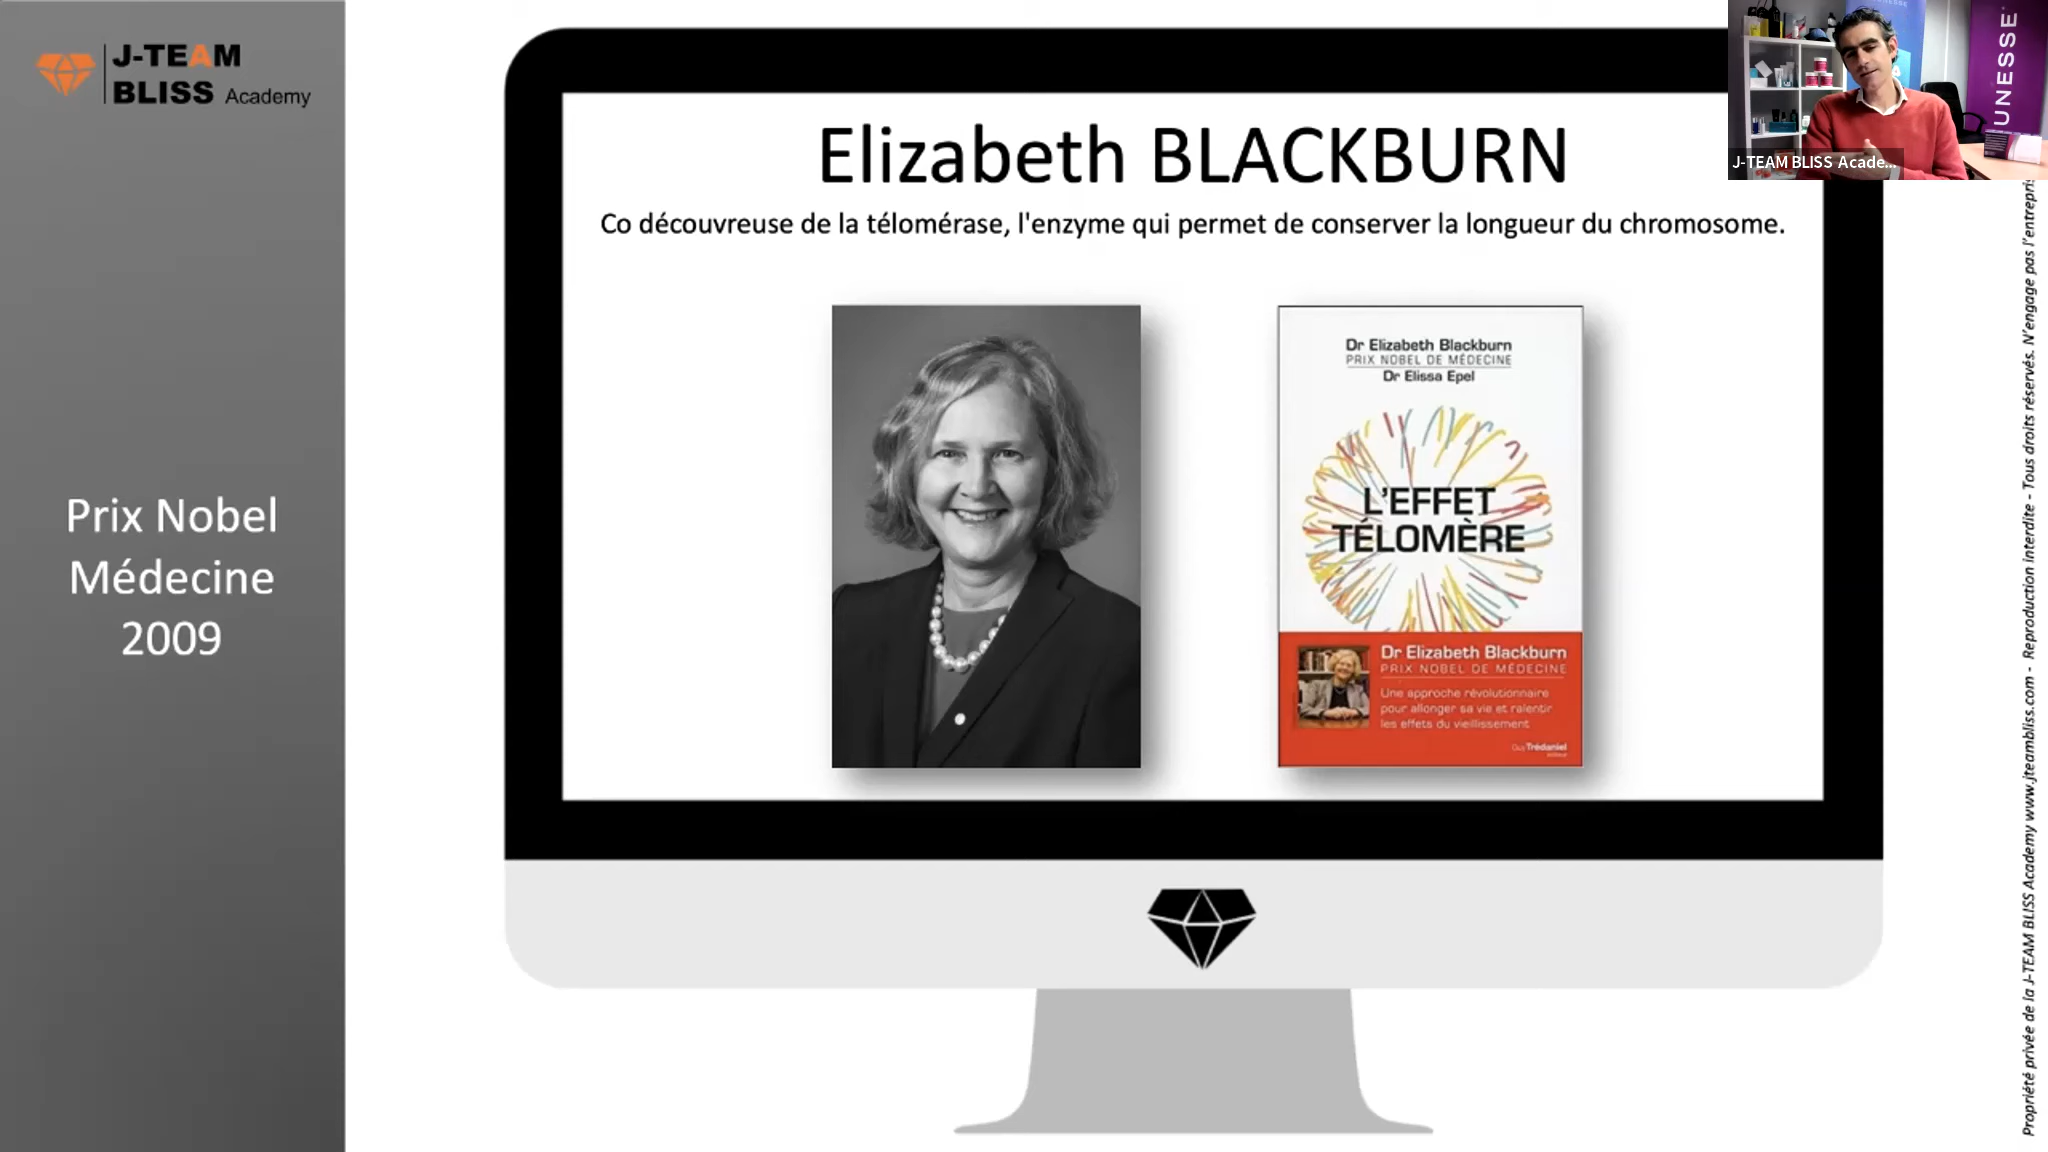 J-TEAM
BLISS Academy
Prix Nobel
Médecine
2009
Elizabeth BLACKBURN
Co découvreuse de la télomérase, l'enzyme qui permet de conserver la longueur du chromosome.
Dr Elizabeth Blackburn
PRIX NOBEL DE MÉDECINE
Dr Elissa Epel
L'EFFET
TÉLOMÈRE
Dr Elizabeth Blackburn
PRIX NOBEL DE MÉDECINE
Une approche révolutionnaire
pour allonger sa vie et ralentir
les effets du vieillissement
Guy Trédaniel
éditeur
UNESSE
J-TEAM BLISS Acade...
Propriété privée de la J-TEAM BLISS Academy www.jteambliss.com - Reproduction interdite - Tous droits réservés. N'engage pas l'entrepris